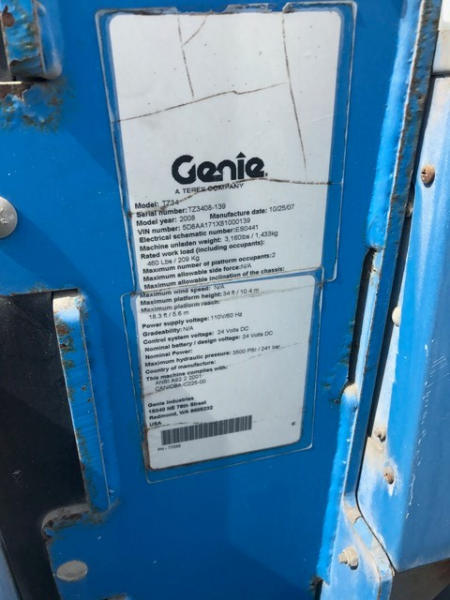 Genie.
A TEREX COMPANY
Model: TZ34
Serial number: TZ3408-139
Model year: 2008 Manufacture date: 10/25/07
VIN number: 5D8AA171X81000139
Electrical schematic number: ES0441
Machine unladen weight: 3,160lbs / 1,433kg
Rated work load (including occupants):
460 Lbs / 209 Kg
Maximum number of platform occupants: 2
Maximum allowable side force: N/A
Maximum allowable inclination of the chassis:
Maximum wind speed: N/A
Maximum platform height: 34 ft / 10.4 m
Maximum platform reach:
18.3 ft / 5.6 m
Power supply voltage: 110V/60 Hz
Gradeability: N/A
Control system voltage: 24 Volts DC
Nominal battery / design voltage: 24 Volts DC
Nominal Power:
Maximum hydraulic pressure: 3500 PSI / 241 bar
Country of manufacture:
This machine complies with:
ANSI A92.2 2001
Genie Industries
18340 NE 76th Street
Redmond, WA
USA